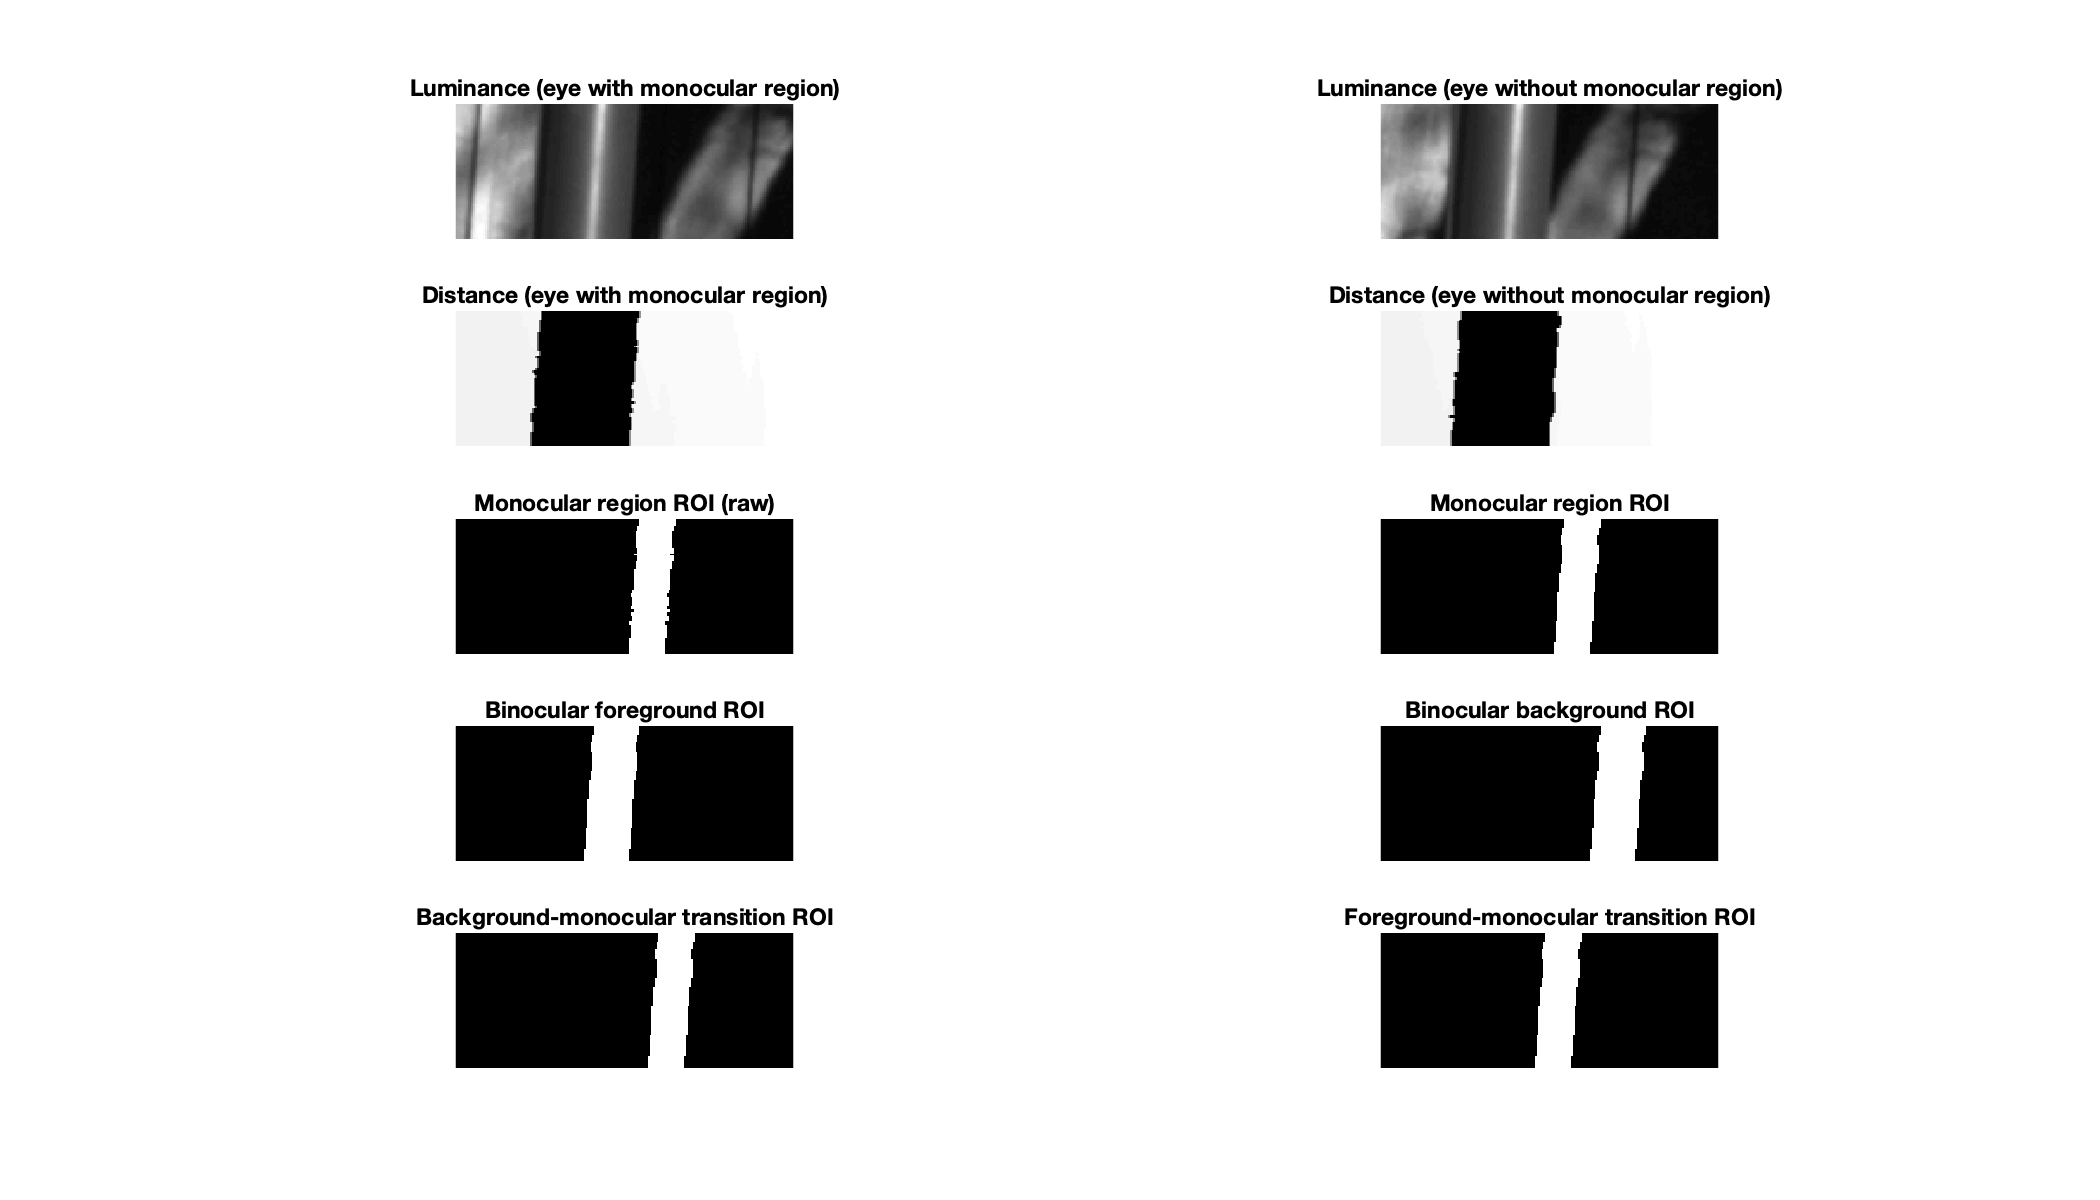 Luminance (eye with monocular region)
Luminance (eye without monocular region)
Distance (eye with monocular region)
Distance (eye without monocular region)
Monocular region ROI (raw)
Monocular region ROI
Binocular foreground ROI
Binocular background ROI
Background-monocular transition ROI
Foreground-monocular transition ROI